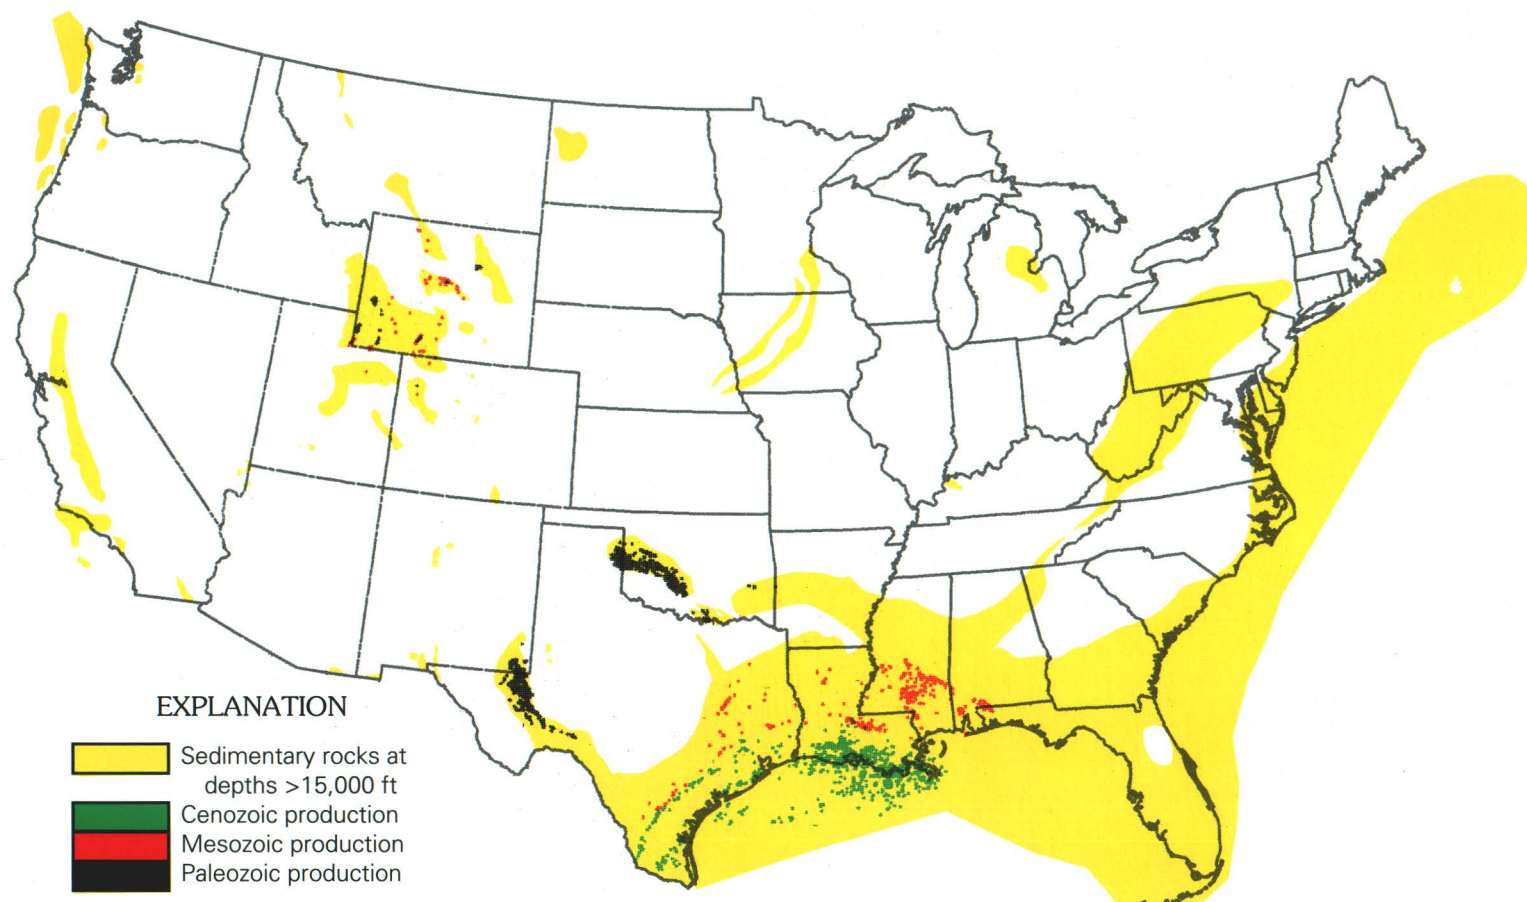 EXPLANATION
Sedimentary rocks at
depths >15,000 ft
Cenozoic production
Mesozoic production
Paleozoic production